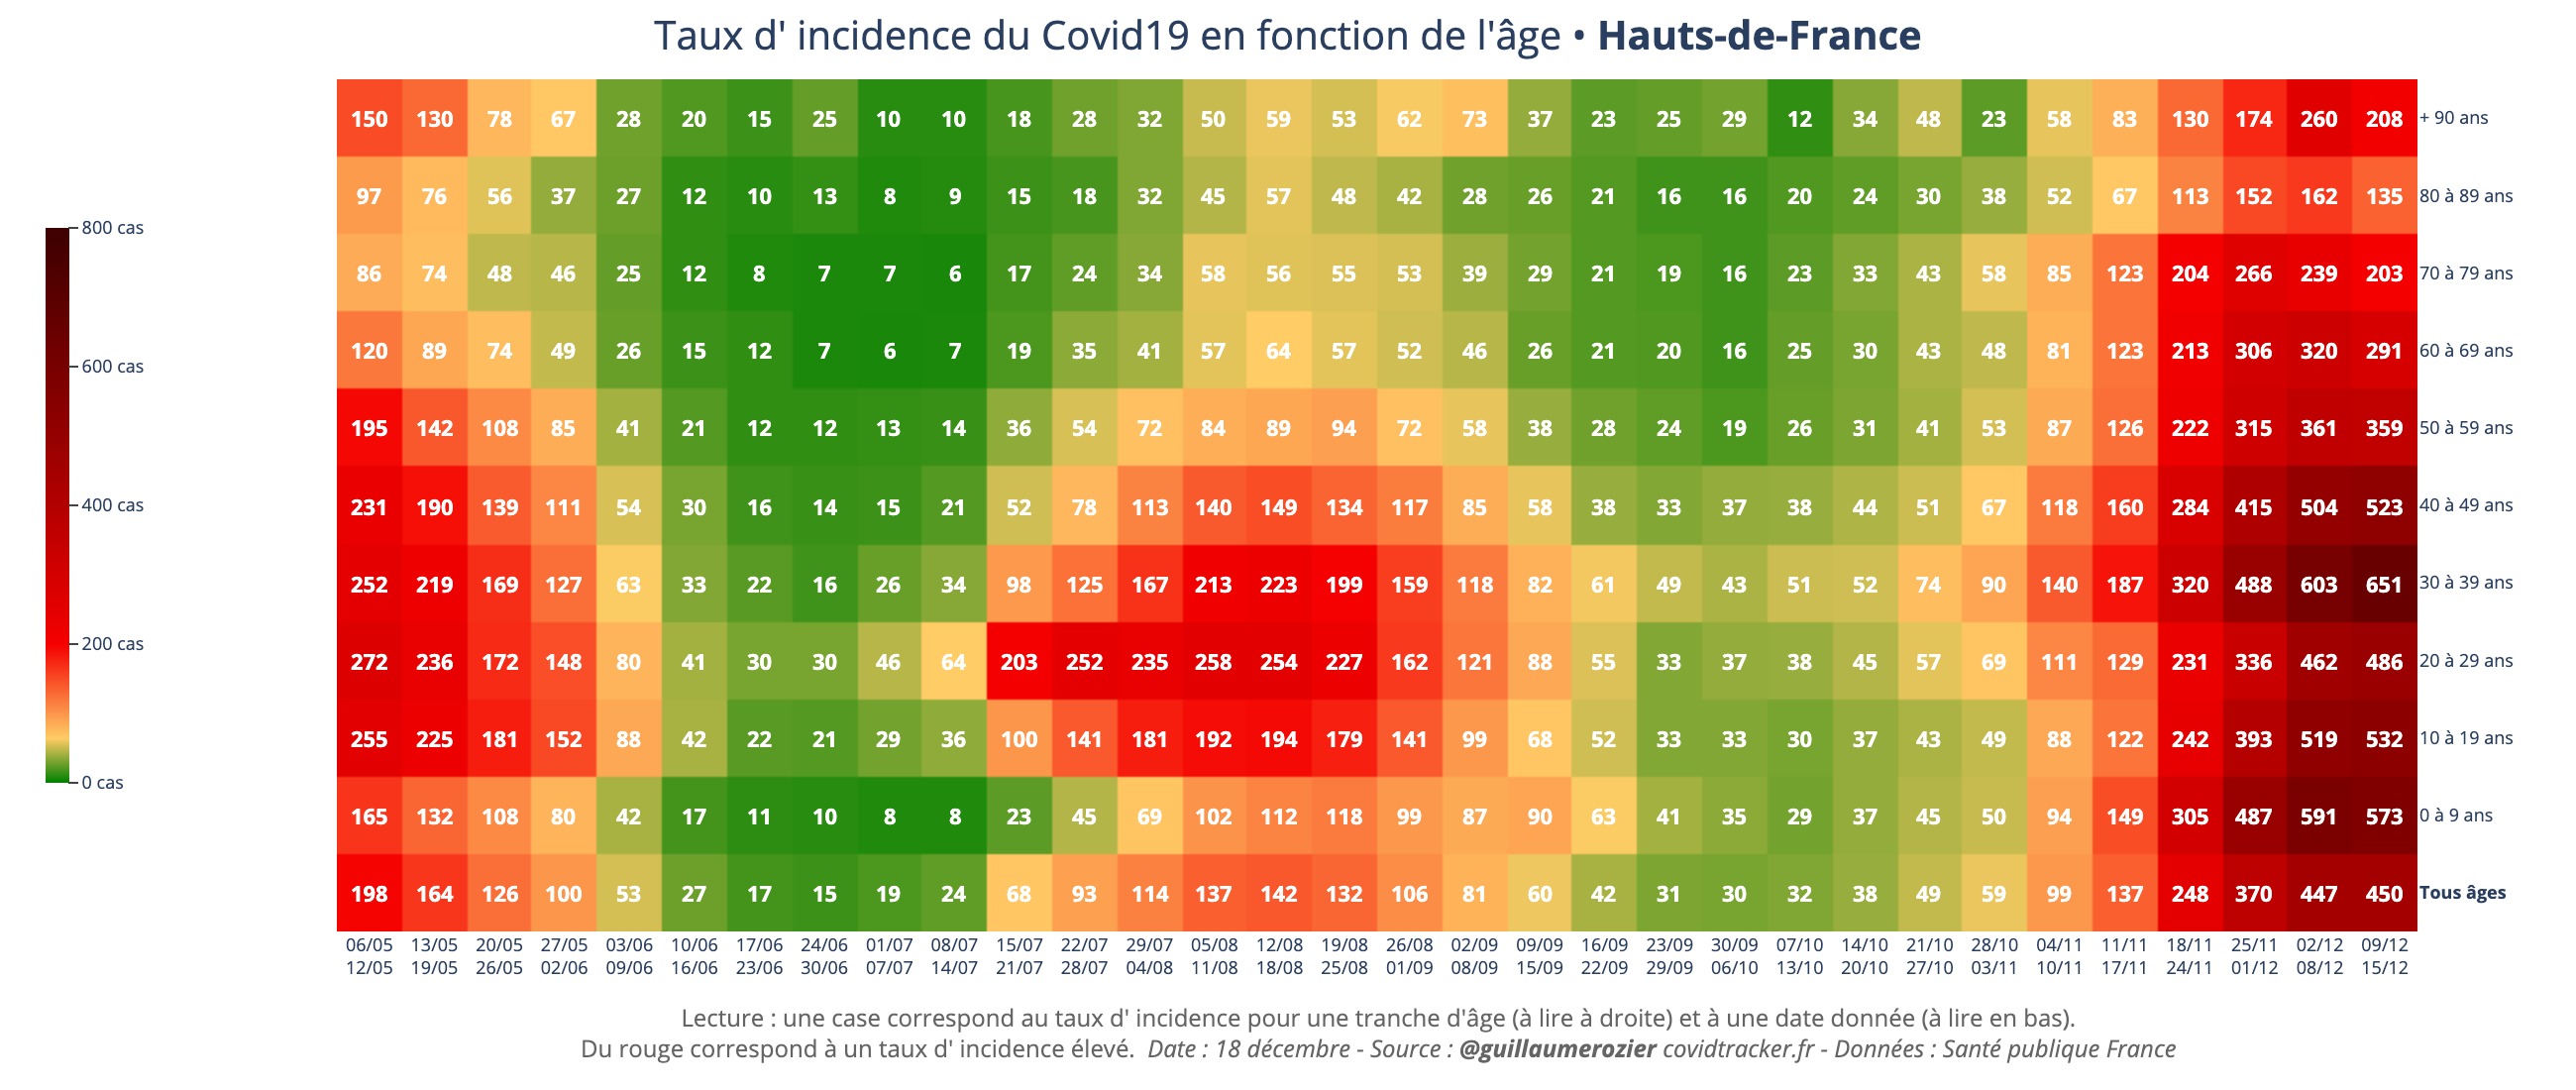 Taux d' incidence du Covid19 en fonction de l'âge • Hauts-de-France
150 130 78 67 28 20 15 25 10 10 18 28 32 50 59 53 62 73 37 23 25 29 12 34 48 23 58 83 130 174 260 208 + 90 ans
97 76 56 37 27 12 10 13 8 9 15 18 32 45 57 48 42 28 26 21 16 16 20 24 30 38 52 67 113 152 162 135 80 à 89 ans
800 cas
86 74 48 46 25 12 8 7 7 6 17 24 34 58 56 55 53 39 29 21 19 16 23 33 43 58 85 123 204 266 239 203 70 à 79 ans
120 89 74 49 26 15 12 7 6 7 19 35 41 57 64 57 52 46 26 21 20 16 25 30 43 48 81 123 213 306 320 291 60 à 69 ans
600 cas
195 142 108 85 41 21 12 12 13 14 36 54 72 84 89 94 72 58 38 28 24 19 26 31 41 53 87 126 222 315 361 359 50 à 59 ans
400 cas
231 190 139 111 54 30 16 14 15 21 52 78 113 140 149 134 117 85 58 38 33 37 38 44 51 67 118 160 284 415 504 523 40 à 49 ans
252 219 169 127 63 33 22 16 26 34 98 125 167 213 223 199 159 118 82 61 49 43 51 52 74 90 140 187 320 488 603 651 30 à 39 ans
200 cas
272 236 172 148 80 41 30 30 46 64 203 252 235 258 254 227 162 121 88 55 33 37 38 45 57 69 111 129 231 336 462 486 20 à 29 ans
255 225 181 152 88 42 22 21 29 36 100 141 181 192 194 179 141 99 68 52 33 33 30 37 43 49 88 122 242 393 519 532 10 à 19 ans
0 cas
165 132 108 80 42 17 11 10 8 8 23 45 69 102 112 118 99 87 90 63 41 35 29 37 45 50 94 149 305 487 591 573 0 à 9 ans
198 164 126 100 53 27 17 15 19 24 68 93 114 137 142 132 106 81 60 42 31 30 32 38 49 59 99 137 248 370 447 450 Tous âges
06/05 13/05 20/05 27/05 03/06 10/06 17/06 24/06 01/07 08/07 15/07 22/07 29/07 05/08 12/08 19/08 26/08 02/09 09/09 16/09 23/09 30/09 07/10 14/10 21/10 28/10 04/11 11/11 18/11 25/11 02/12 09/12
12/05 19/05 26/05 02/06 09/06 16/06 23/06 30/06 07/07 14/07 21/07 28/07 04/08 11/08 18/08 25/08 01/09 08/09 15/09 22/09 29/09 06/10 13/10 20/10 27/10 03/11 10/11 17/11 24/11 01/12 08/12 15/12
Lecture : une case correspond au taux d' incidence pour une tranche d'âge (à lire à droite) et à une date donnée (à lire en bas).
Du rouge correspond à un taux d' incidence élevé. Date : 18 décembre - Source : @guillaumerozier covidtracker.fr - Données : Santé publique France